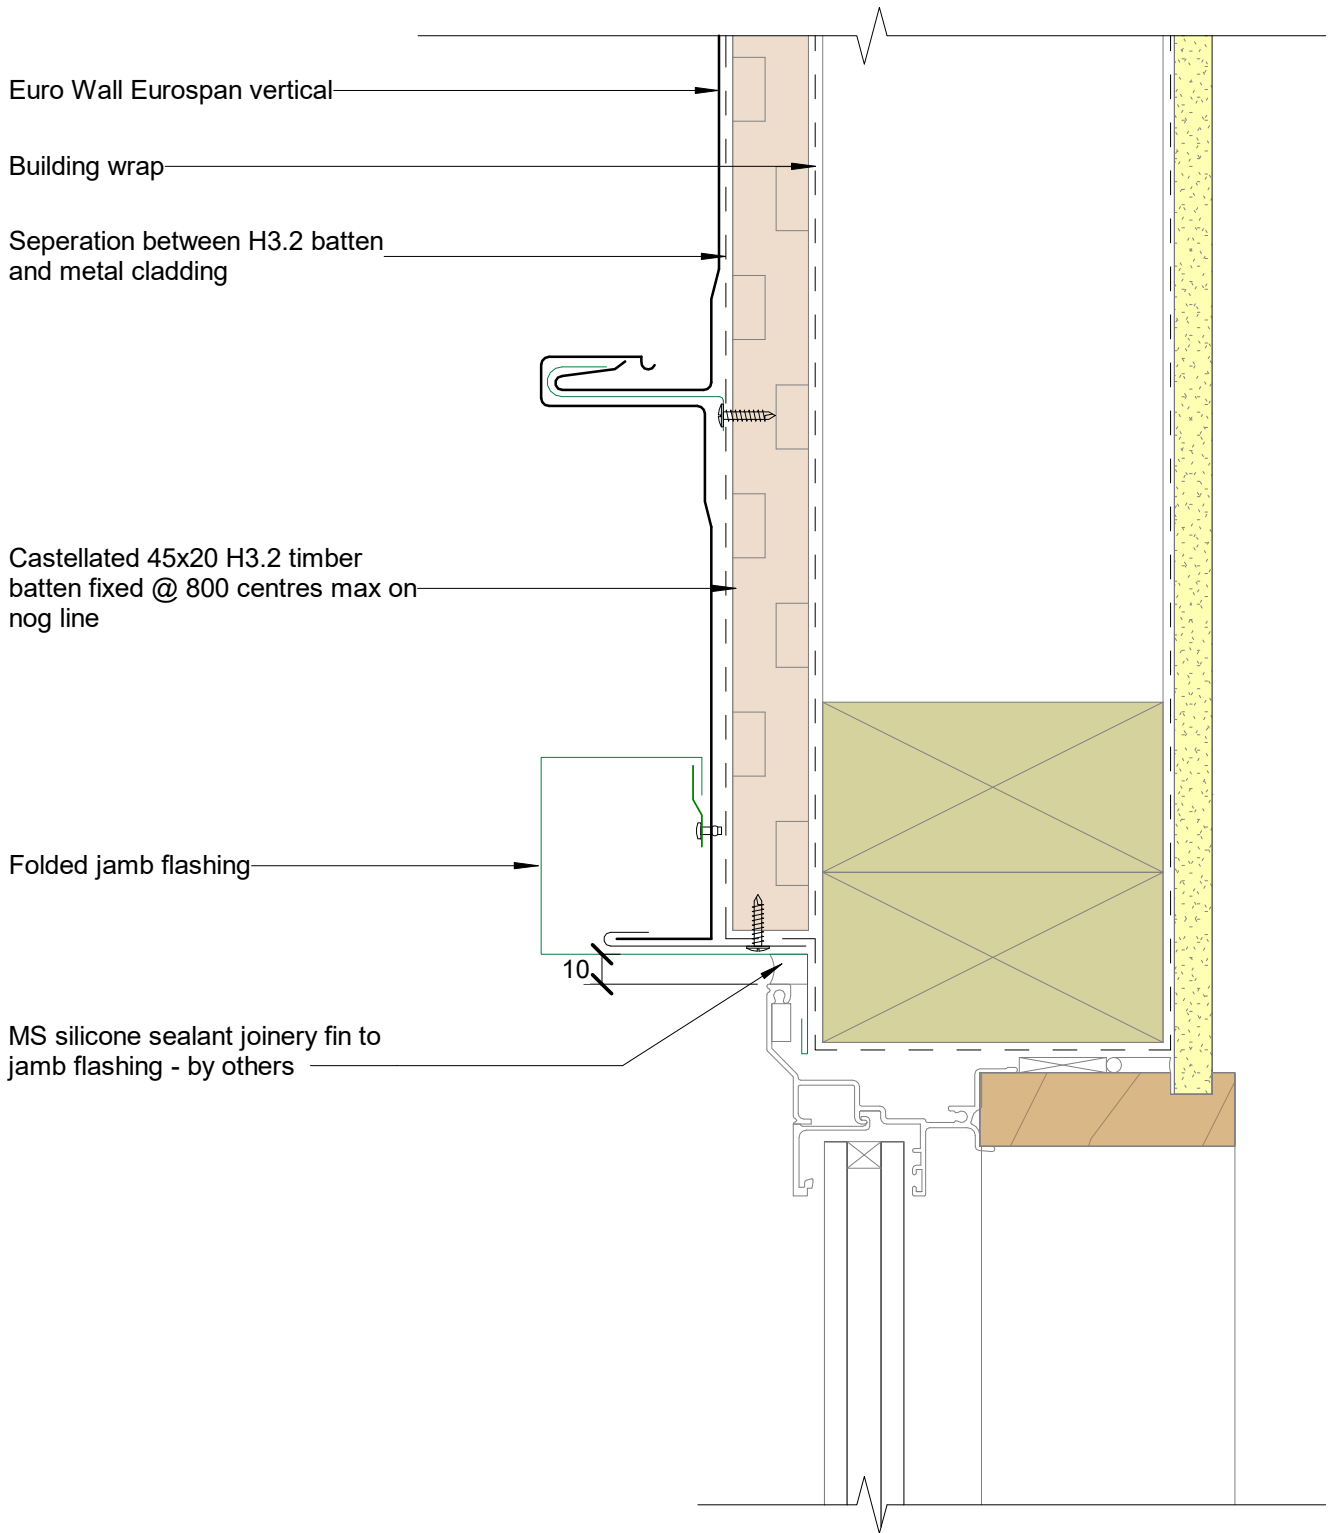 Euro Wall Eurospan vertical
Building wrap
Seperation between H3.2 batten
and metal cladding
Castellated 45x20 H3.2 timber
batten fixed @ 800 centres max on
nog line
Folded jamb flashing
10
MS silicone sealant joinery fin to
jamb flashing - by others